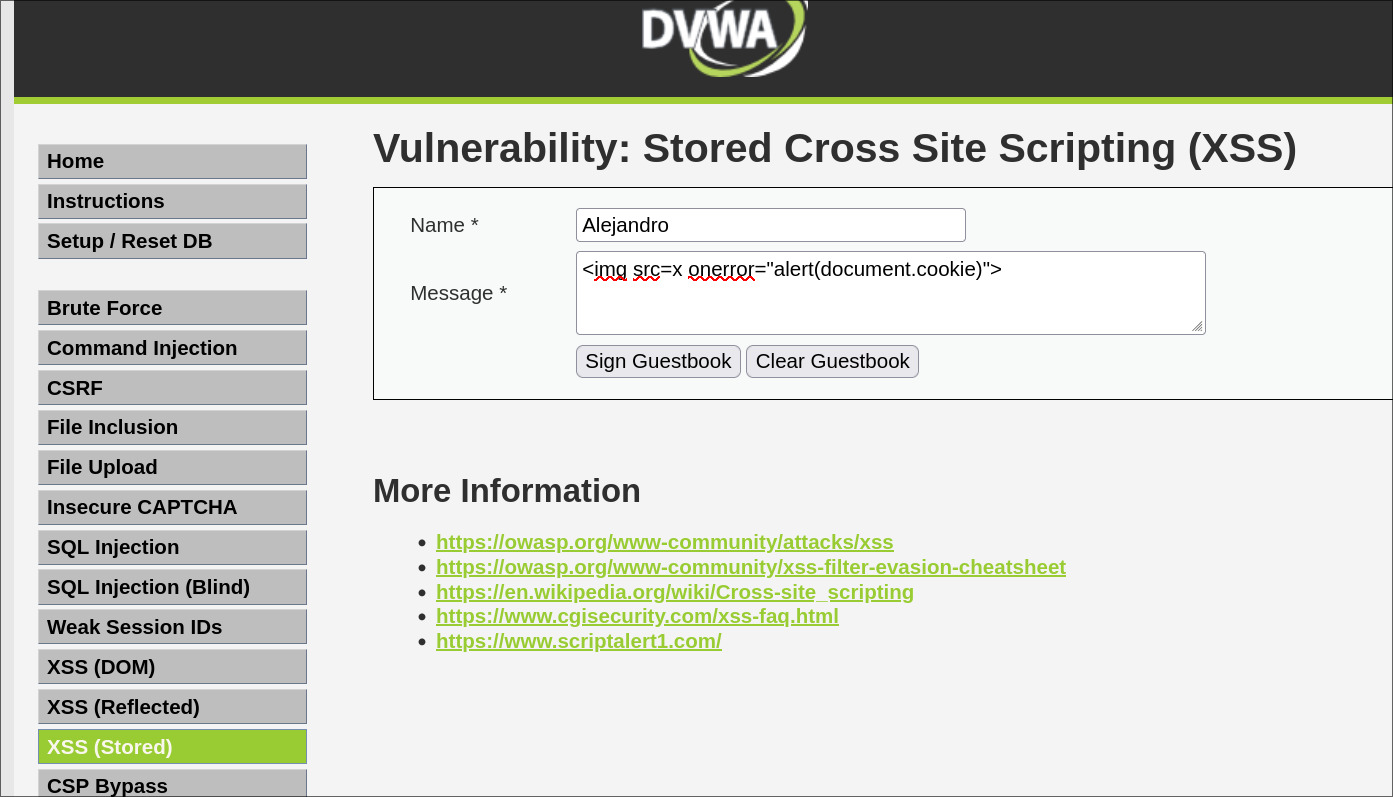 DVWA
Home
Instructions
Setup / Reset DB
Brute Force
Command Injection
CSRF
File Inclusion
File Upload
Insecure CAPTCHA
SQL Injection
SQL Injection (Blind)
Weak Session IDs
XSS (DOM)
XSS (Reflected)
XSS (Stored)
CSP Bypass
Vulnerability: Stored Cross Site Scripting (XSS)
Name * Alejandro
Message * <img src=x onerror="alert(document.cookie)">
Sign Guestbook Clear Guestbook
More Information
• https://owasp.org/www-community/attacks/xss
• https://owasp.org/www-community/xss-filter-evasion-cheatsheet
• https://en.wikipedia.org/wiki/Cross-site_scripting
• https://www.cgisecurity.com/xss-faq.html
• https://www.scriptalert1.com/